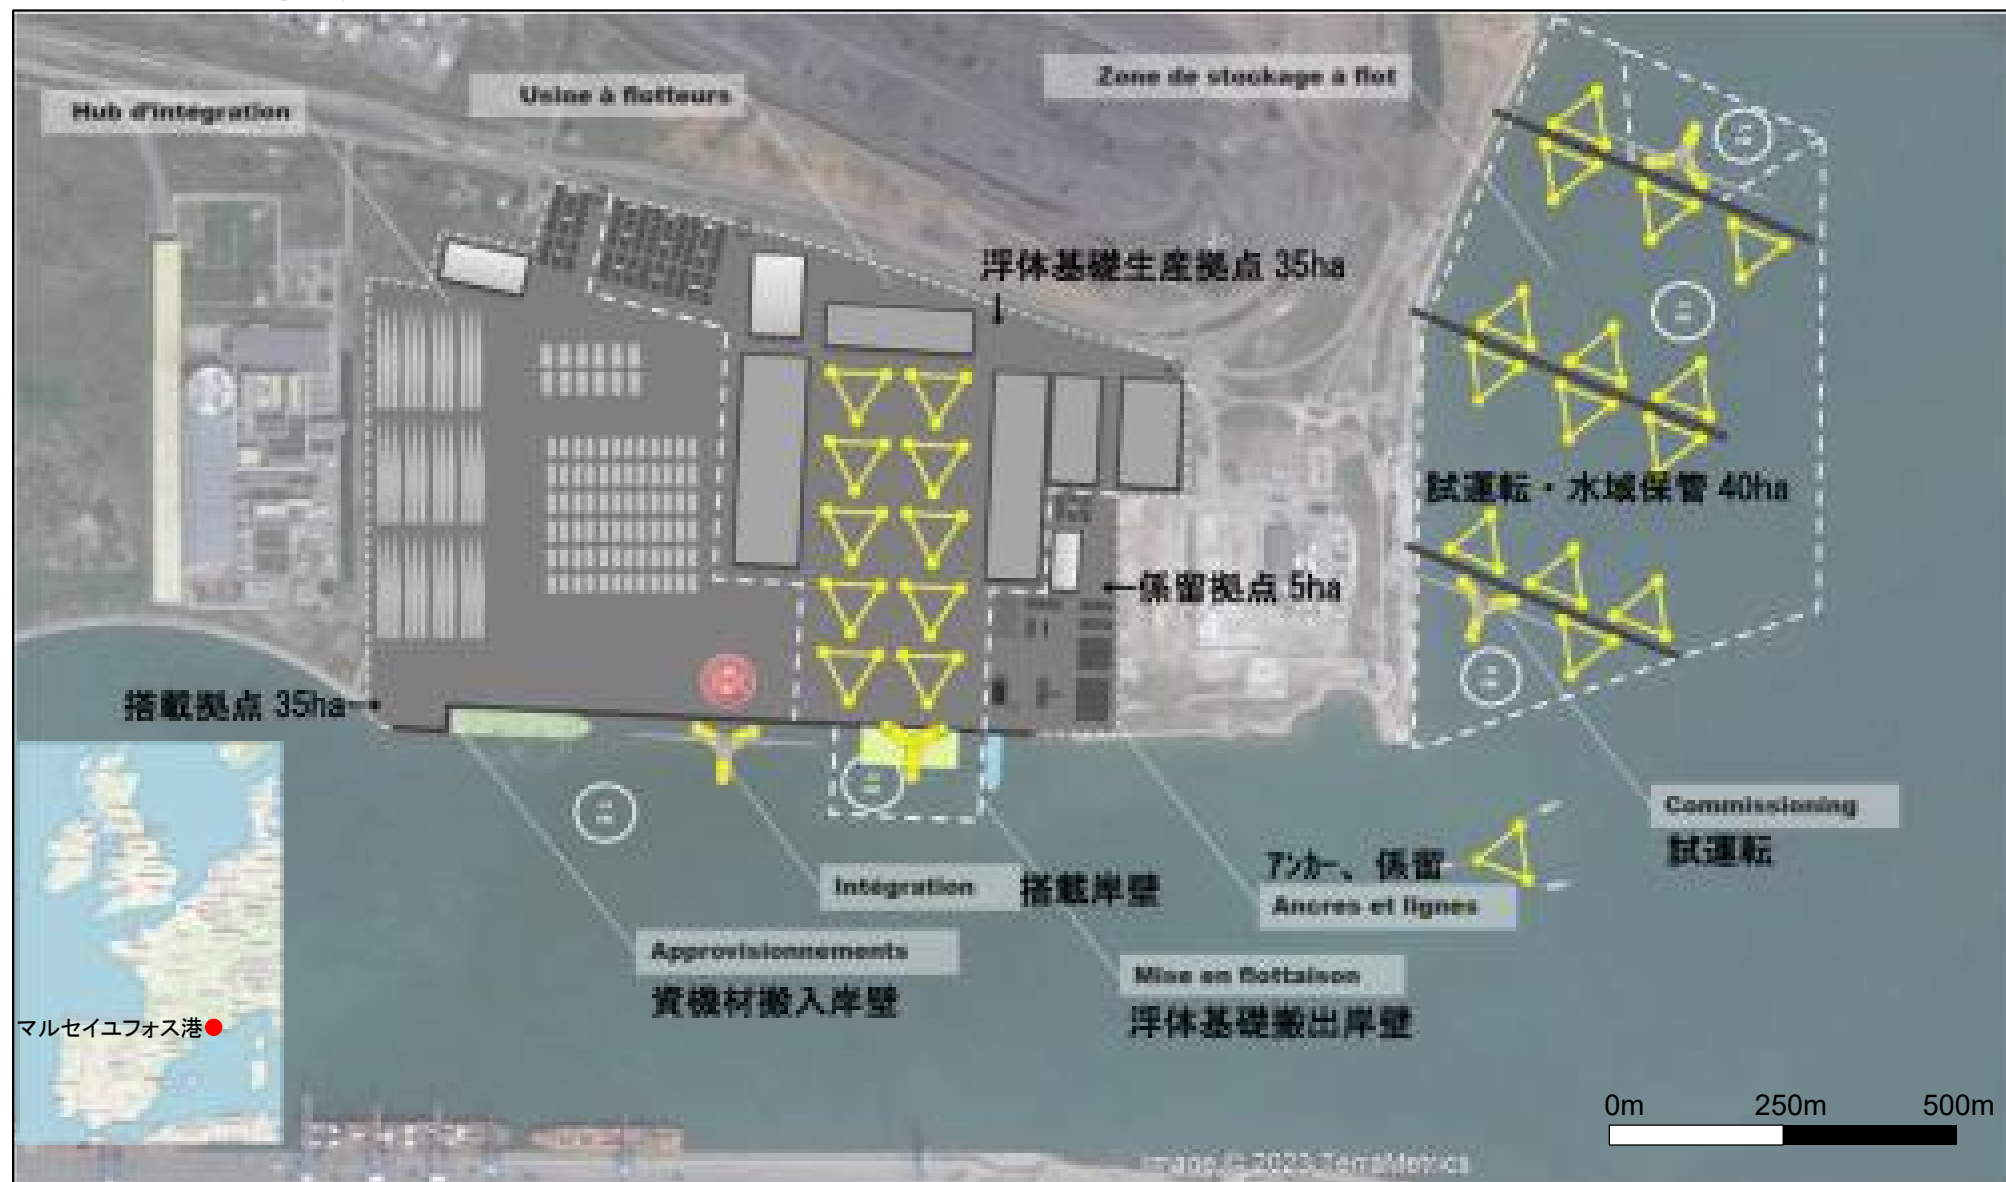 Zone de stockage à flot
Usine à flotteurs
Hub d'intégration
浮体基礎生産拠点 35ha
試運転・水域保管 40ha
←係留拠点 5ha
搭載拠点 35ha
Commissioning
試運転
アンカー、係留
Ancres et lignes
Intégration
搭載岸壁
Approvisionnements
資機材搬入岸壁
Mise en flottaison
浮体基礎搬出岸壁
マルセイユフォス港
0m 250m 500m